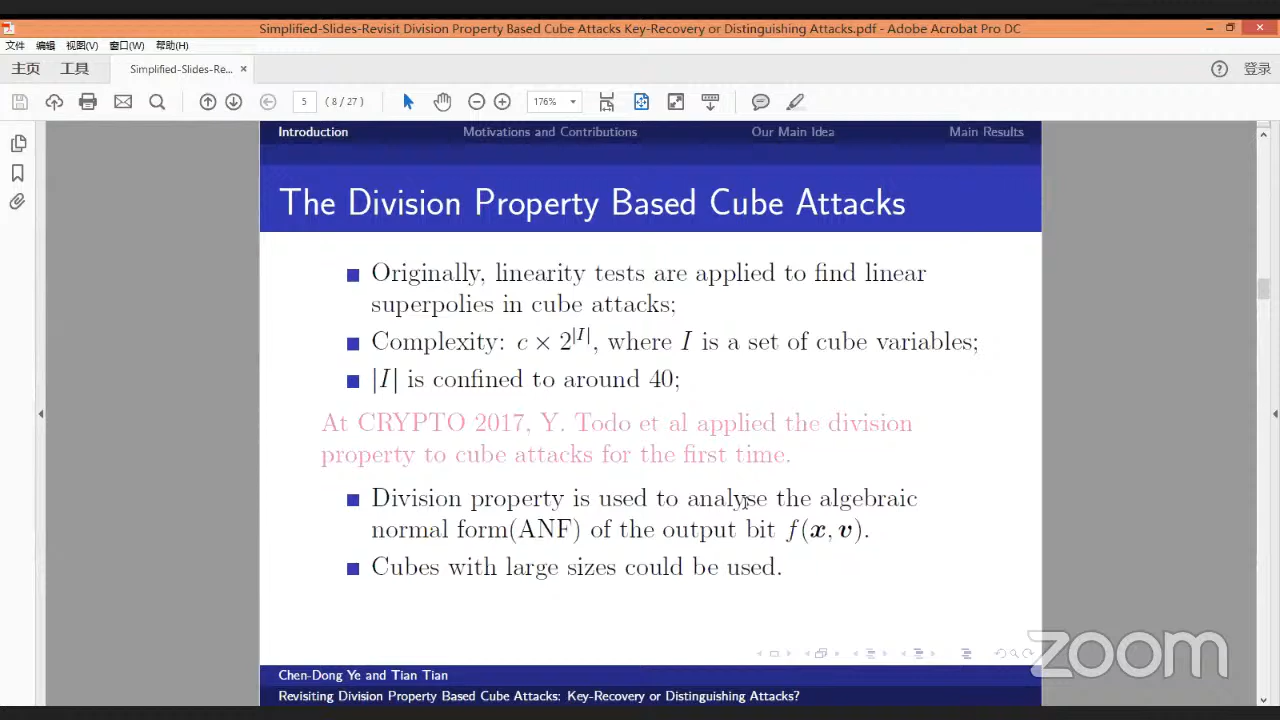 Simplified-Slides-Revisit Division Property Based Cube Attacks Key-Recovery or Distinguishing Attacks.pdf - Adobe Acrobat Pro DC
文件 编辑 视图(V) 窗口(W) 帮助(H)
主页 工具 Simplified-Slides-Re... × 登录
5 (8 / 27) 176%
Introduction Motivations and Contributions Our Main Idea Main Results
The Division Property Based Cube Attacks
Originally, linearity tests are applied to find linear
superpolies in cube attacks;
Complexity: c × 2^|I|, where I is a set of cube variables;
|I| is confined to around 40;
At CRYPTO 2017, Y. Todo et al applied the division
property to cube attacks for the first time.
Division property is used to analyse the algebraic
normal form(ANF) of the output bit f(x, v).
Cubes with large sizes could be used.
zoom
Chen-Dong Ye and Tian Tian
Revisiting Division Property Based Cube Attacks: Key-Recovery or Distinguishing Attacks?